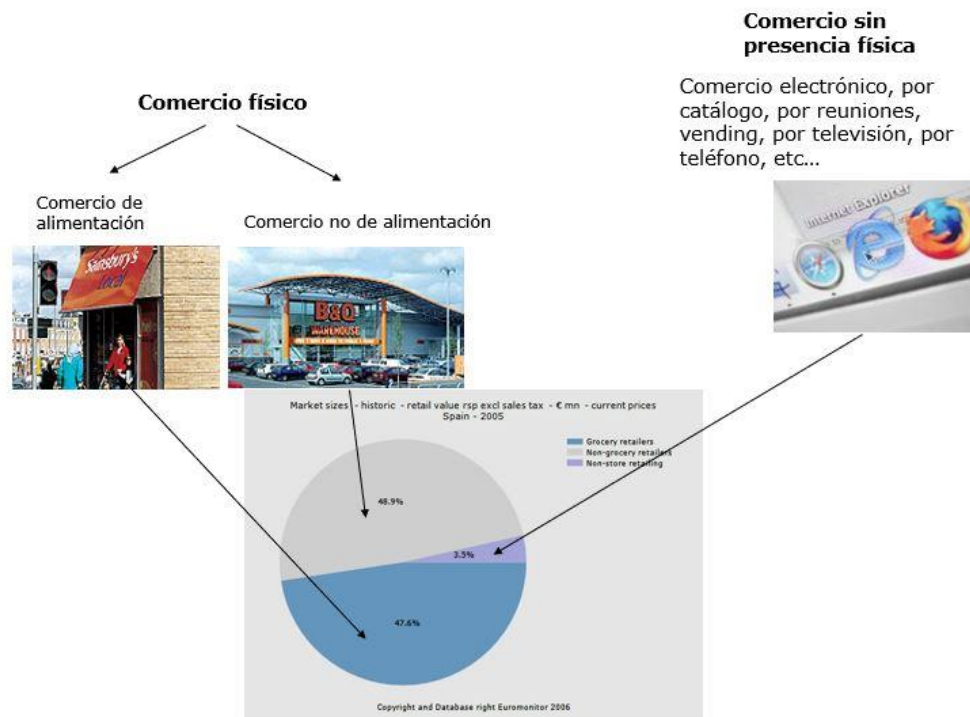 Comercio sin
presencia física
Comercio electrónico, por
catálogo, por reuniones,
vending, por televisión, por
teléfono, etc...
Comercio físico
Comercio de
alimentación
Comercio no de alimentación
Internet Explorer
Sainsbury's
Local
B&Q
WAREHOUSE
Market sizes - historic - retail value rsp excl sales tax - € mn - current prices
Spain - 2005
Grocery retailers
Non-grocery retailers
Non-store retailing
48.9%
3.5%
47.6%
Copyright and Database right Euromonitor 2006